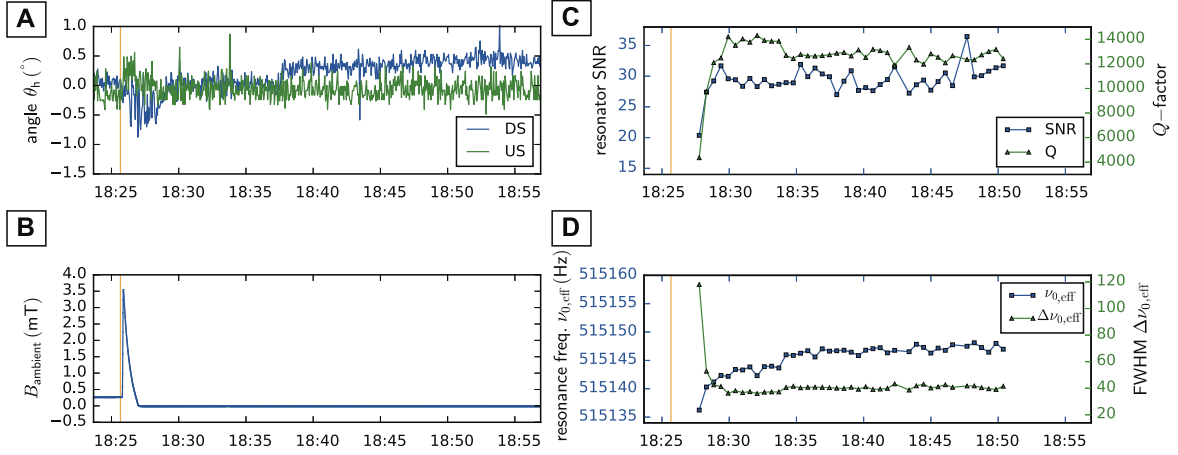 A
angle θh (°)
1.0
0.5
0.0
−0.5
−1.0
−1.5
DS
US
18:25 18:30 18:35 18:40 18:45 18:50 18:55
C
resonator SNR
35
30
25
20
15
14000
12000
10000
8000
6000
4000
Q−factor
SNR
Q
18:25 18:30 18:35 18:40 18:45 18:50 18:55
B
Bambient (mT)
4.0
3.5
3.0
2.5
2.0
1.5
1.0
0.5
0.0
−0.5
18:25 18:30 18:35 18:40 18:45 18:50 18:55
D
resonance freq. ν0,eff (Hz)
515160
515155
515150
515145
515140
515135
120
100
80
60
40
20
FWHM Δν0,eff
ν0,eff
Δν0,eff
18:25 18:30 18:35 18:40 18:45 18:50 18:55